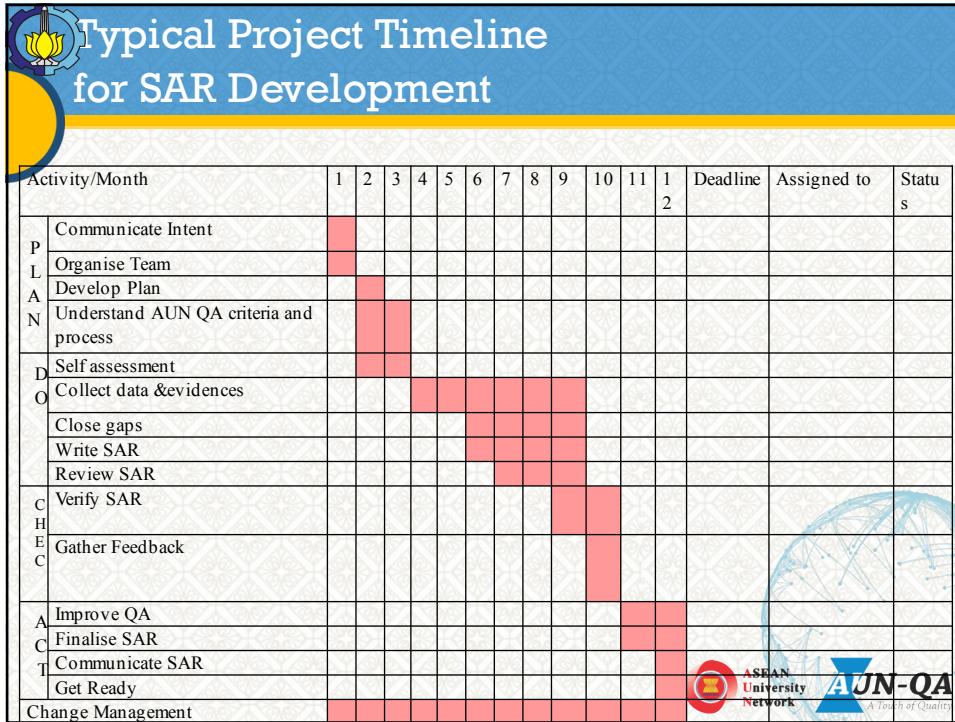 Typical Project Timeline
for SAR Development
Activity/Month 1 2 3 4 5 6 7 8 9 10 11 1 Deadline Assigned to Statu
2 s
P
L
A
N
Communicate Intent
Organise Team
Develop Plan
Understand AUN QA criteria and
process
D
O
Self assessment
Collect data &evidences
Close gaps
Write SAR
Review SAR
C
H
E
C
Verify SAR
Gather Feedback
A
C
T
Improve QA
Finalise SAR
Communicate SAR
Get Ready
Change Management
ASEAN
University
Network
AUN-QA
A Touch of Quality